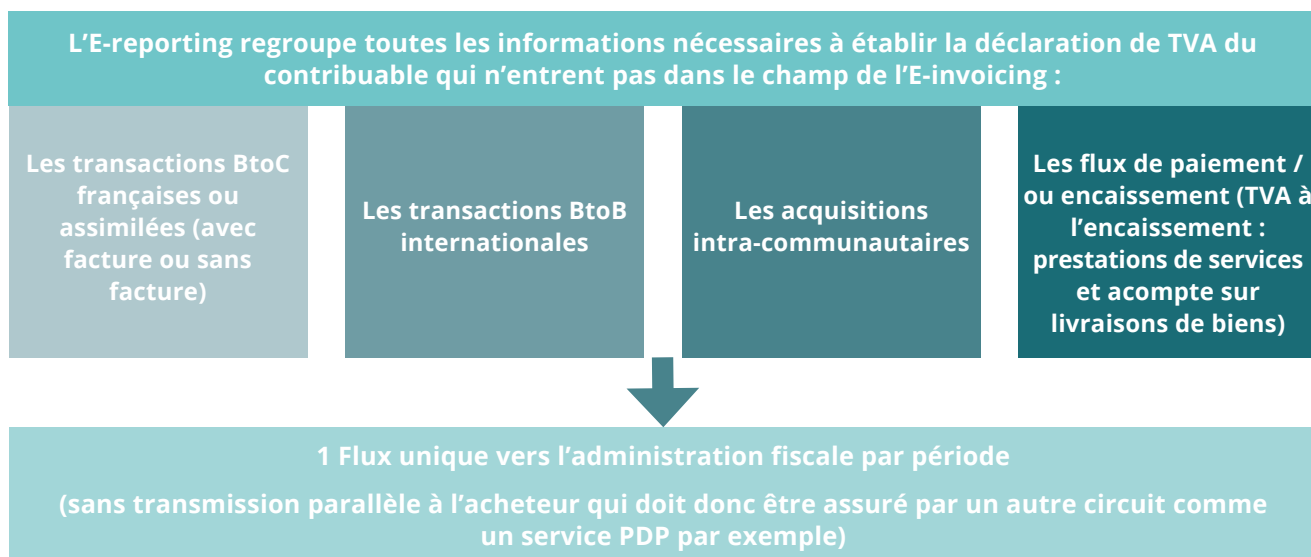 L’E-reporting regroupe toutes les informations nécessaires à établir la déclaration de TVA du
contribuable qui n’entrent pas dans le champ de l’E-invoicing :
Les transactions BtoC
françaises ou
assimilées (avec
facture ou sans
facture)
Les transactions BtoB
internationales
Les acquisitions
intra-communautaires
Les flux de paiement /
ou encaissement (TVA à
l’encaissement :
prestations de services
et acompte sur
livraisons de biens)
1 Flux unique vers l’administration fiscale par période
(sans transmission parallèle à l’acheteur qui doit donc être assuré par un autre circuit comme
un service PDP par exemple)